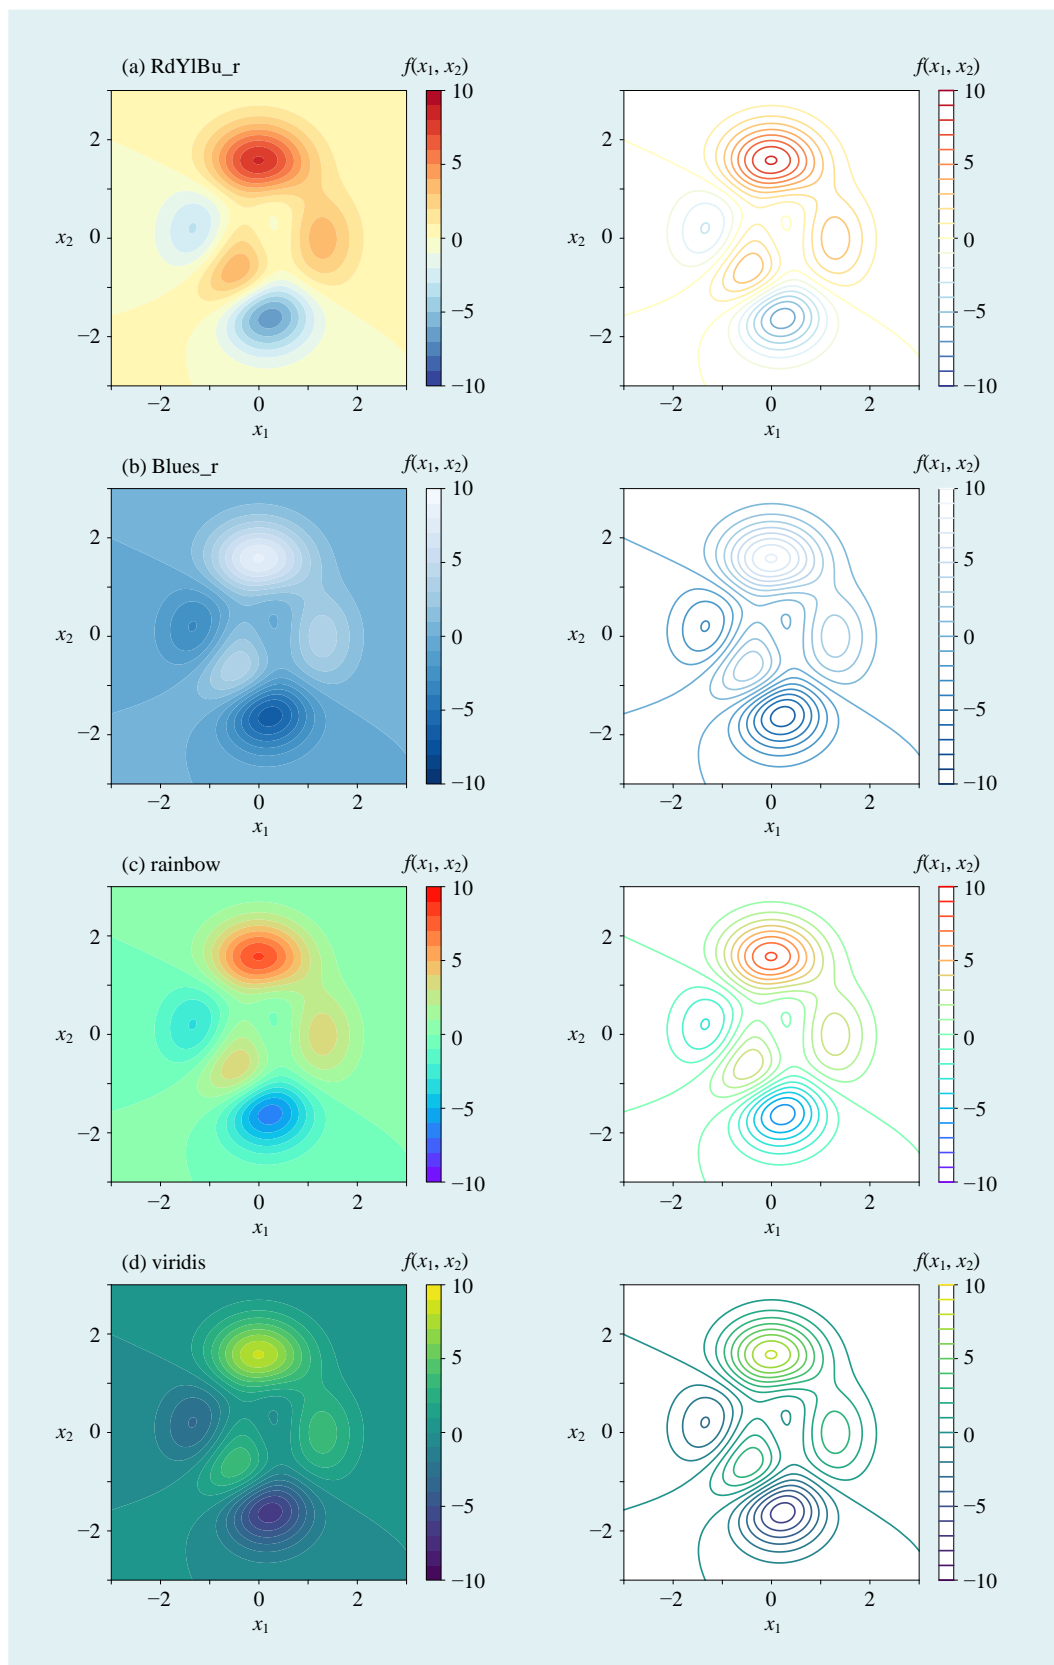 (a) RdYlBu_r
f(x₁, x₂)
f(x₁, x₂)
10
5
0
−5
−10
10
5
0
−5
−10
2
x₂ 0
−2
2
x₂ 0
−2
−2 0 2
x₁
−2 0 2
x₁
(b) Blues_r
f(x₁, x₂)
f(x₁, x₂)
10
5
0
−5
−10
10
5
0
−5
−10
2
x₂ 0
−2
2
x₂ 0
−2
−2 0 2
x₁
−2 0 2
x₁
(c) rainbow
f(x₁, x₂)
f(x₁, x₂)
10
5
0
−5
−10
10
5
0
−5
−10
2
x₂ 0
−2
2
x₂ 0
−2
−2 0 2
x₁
−2 0 2
x₁
(d) viridis
f(x₁, x₂)
f(x₁, x₂)
10
5
0
−5
−10
10
5
0
−5
−10
2
x₂ 0
−2
2
x₂ 0
−2
−2 0 2
x₁
−2 0 2
x₁